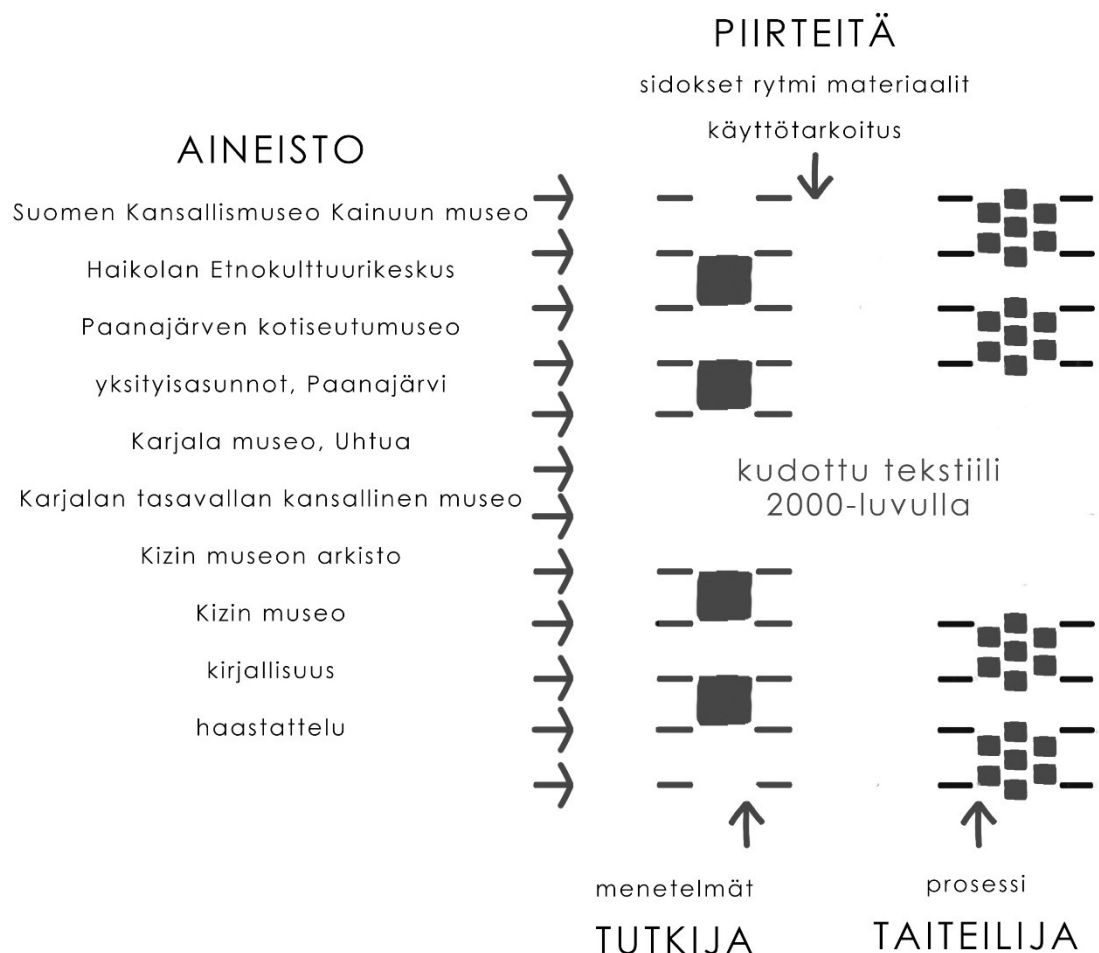 PIIRTEITÄ
sidokset rytmi materiaalit
käyttötarkoitus
AINEISTO
Suomen Kansallismuseo Kainuun museo
Haikolan Etnokulttuurikeskus
Paanajärven kotiseutumuseo
yksityisasunnot, Paanajärvi
Karjala museo, Uhtua
Karjalan tasavallan kansallinen museo
Kizin museon arkisto
Kizin museo
kirjallisuus
haastattelu
kudottu tekstiili
2000-luvulla
menetelmät
TUTKIJA
prosessi
TAITEILIJA